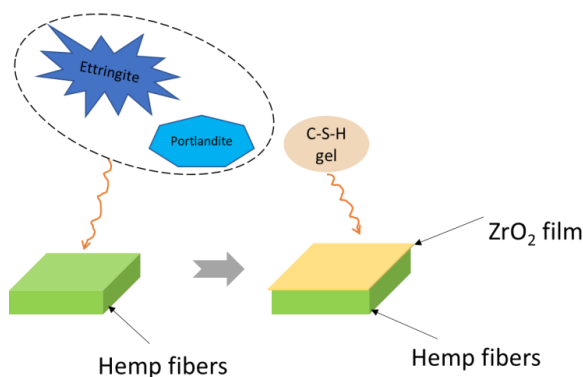 Ettringite
Portlandite
C-S-H
gel
ZrO₂ film
Hemp fibers
Hemp fibers